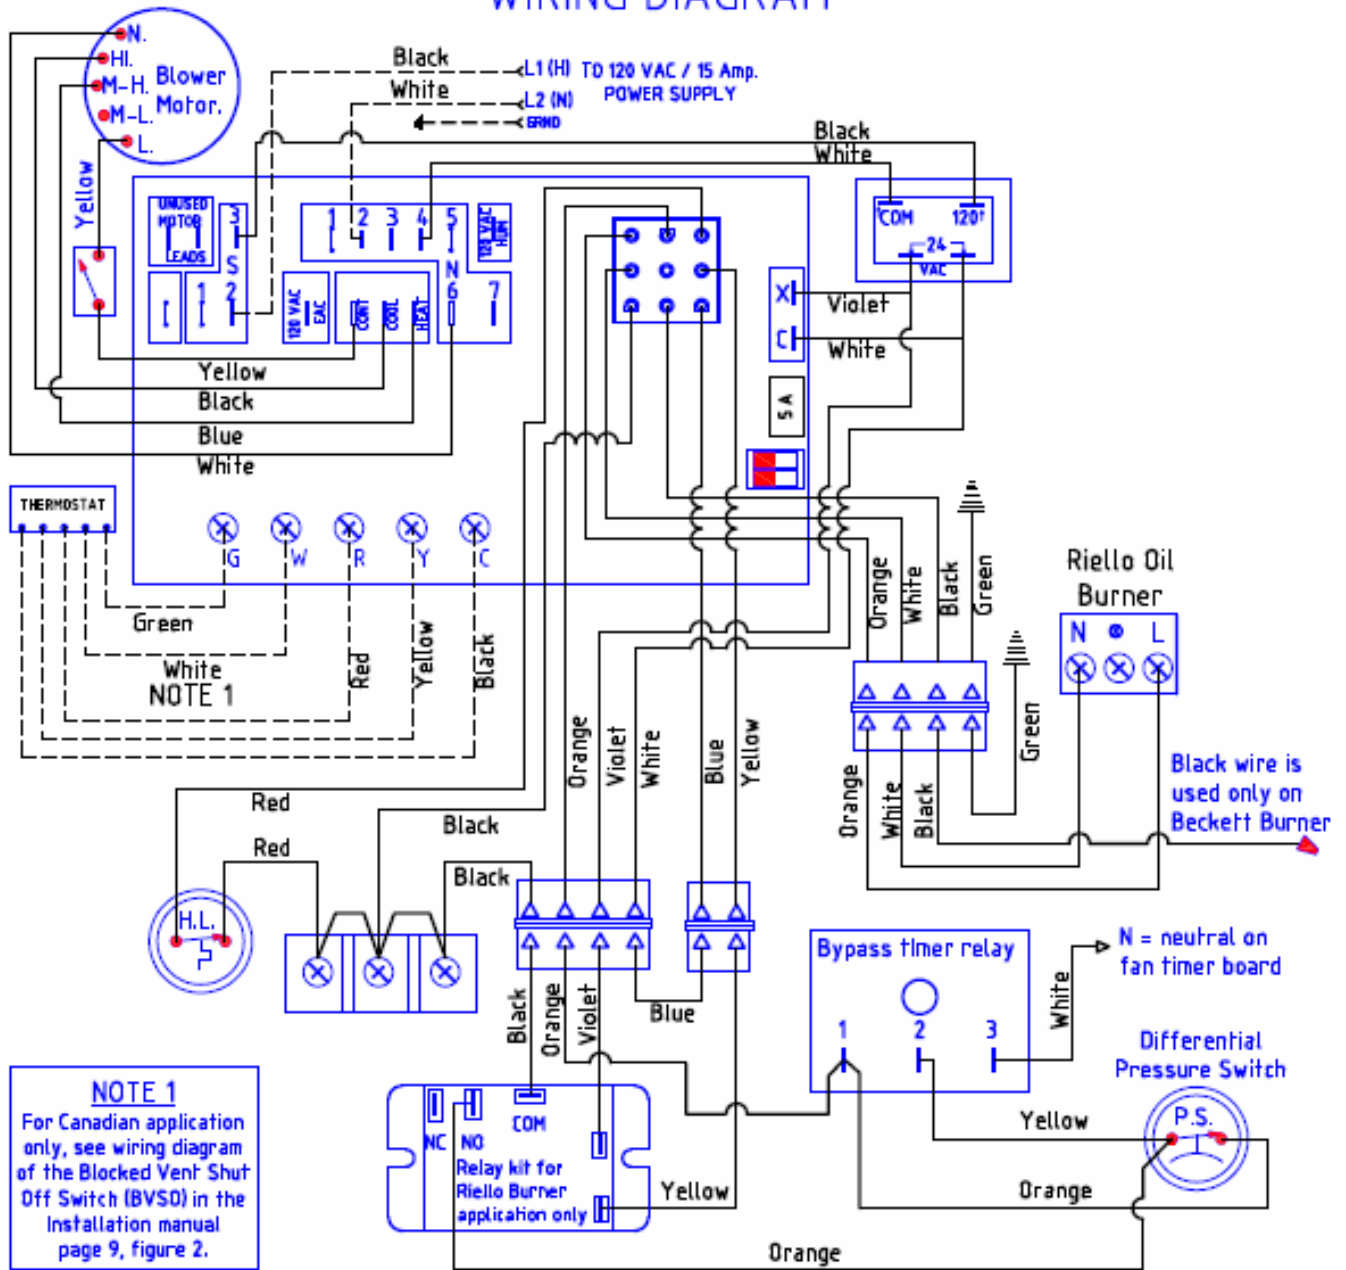 WIRING DIAGRAM
N.
HI.
M-H.
M-L.
L.
Blower
Motor.
Black
White
L1 (H)
L2 (N)
GRND
TO 120 VAC / 15 Amp.
POWER SUPPLY
Black
White
Yellow
UNUSED
MOTOR
LEADS
3
S
1
2
1
2
3
4
5
120 VAC
HUM
N
6
7
120 VAC
EAC
CONT
COOL
HEAT
COM
120
24
VAC
X
C
Violet
White
5 A
Yellow
Black
Blue
White
THERMOSTAT
G
W
R
Y
C
Green
White
NOTE 1
Red
Yellow
Black
Orange
White
Black
Green
Riello Oil
Burner
N
L
Orange
Violet
White
Blue
Yellow
Orange
White
Black
Green
Black wire is
used only on
Beckett Burner
Red
Black
Red
Black
H.L.
Black
Orange
Violet
Blue
Bypass timer relay
1
2
3
White
N = neutral on
fan timer board
Differential
Pressure Switch
P.S.
Yellow
Orange
NC
NO
COM
Relay kit for
Riello Burner
application only
Yellow
Orange
NOTE 1
For Canadian application
only, see wiring diagram
of the Blocked Vent Shut
Off Switch (BVSO) in the
Installation manual
page 9, figure 2.